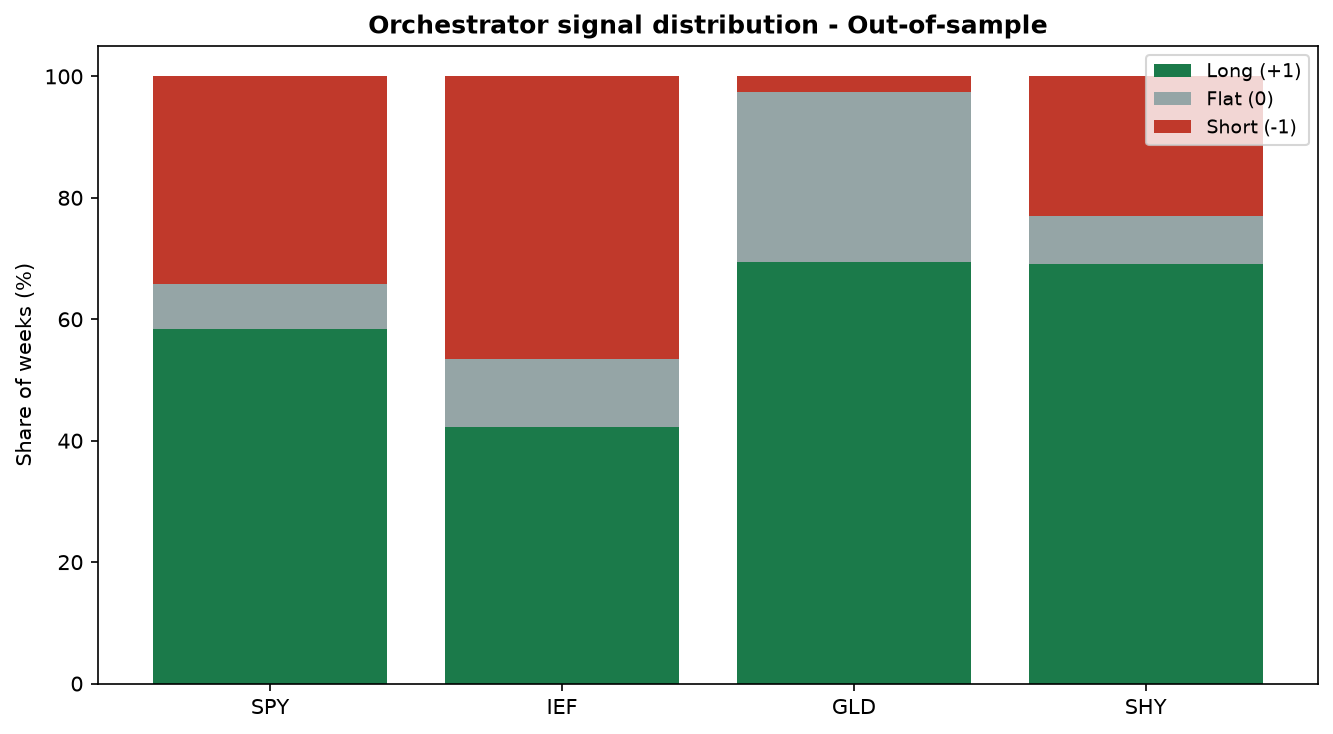 Orchestrator signal distribution - Out-of-sample
Long (+1)
Flat (0)
Short (-1)
Share of weeks (%)
100
80
60
40
20
0
SPY
IEF
GLD
SHY